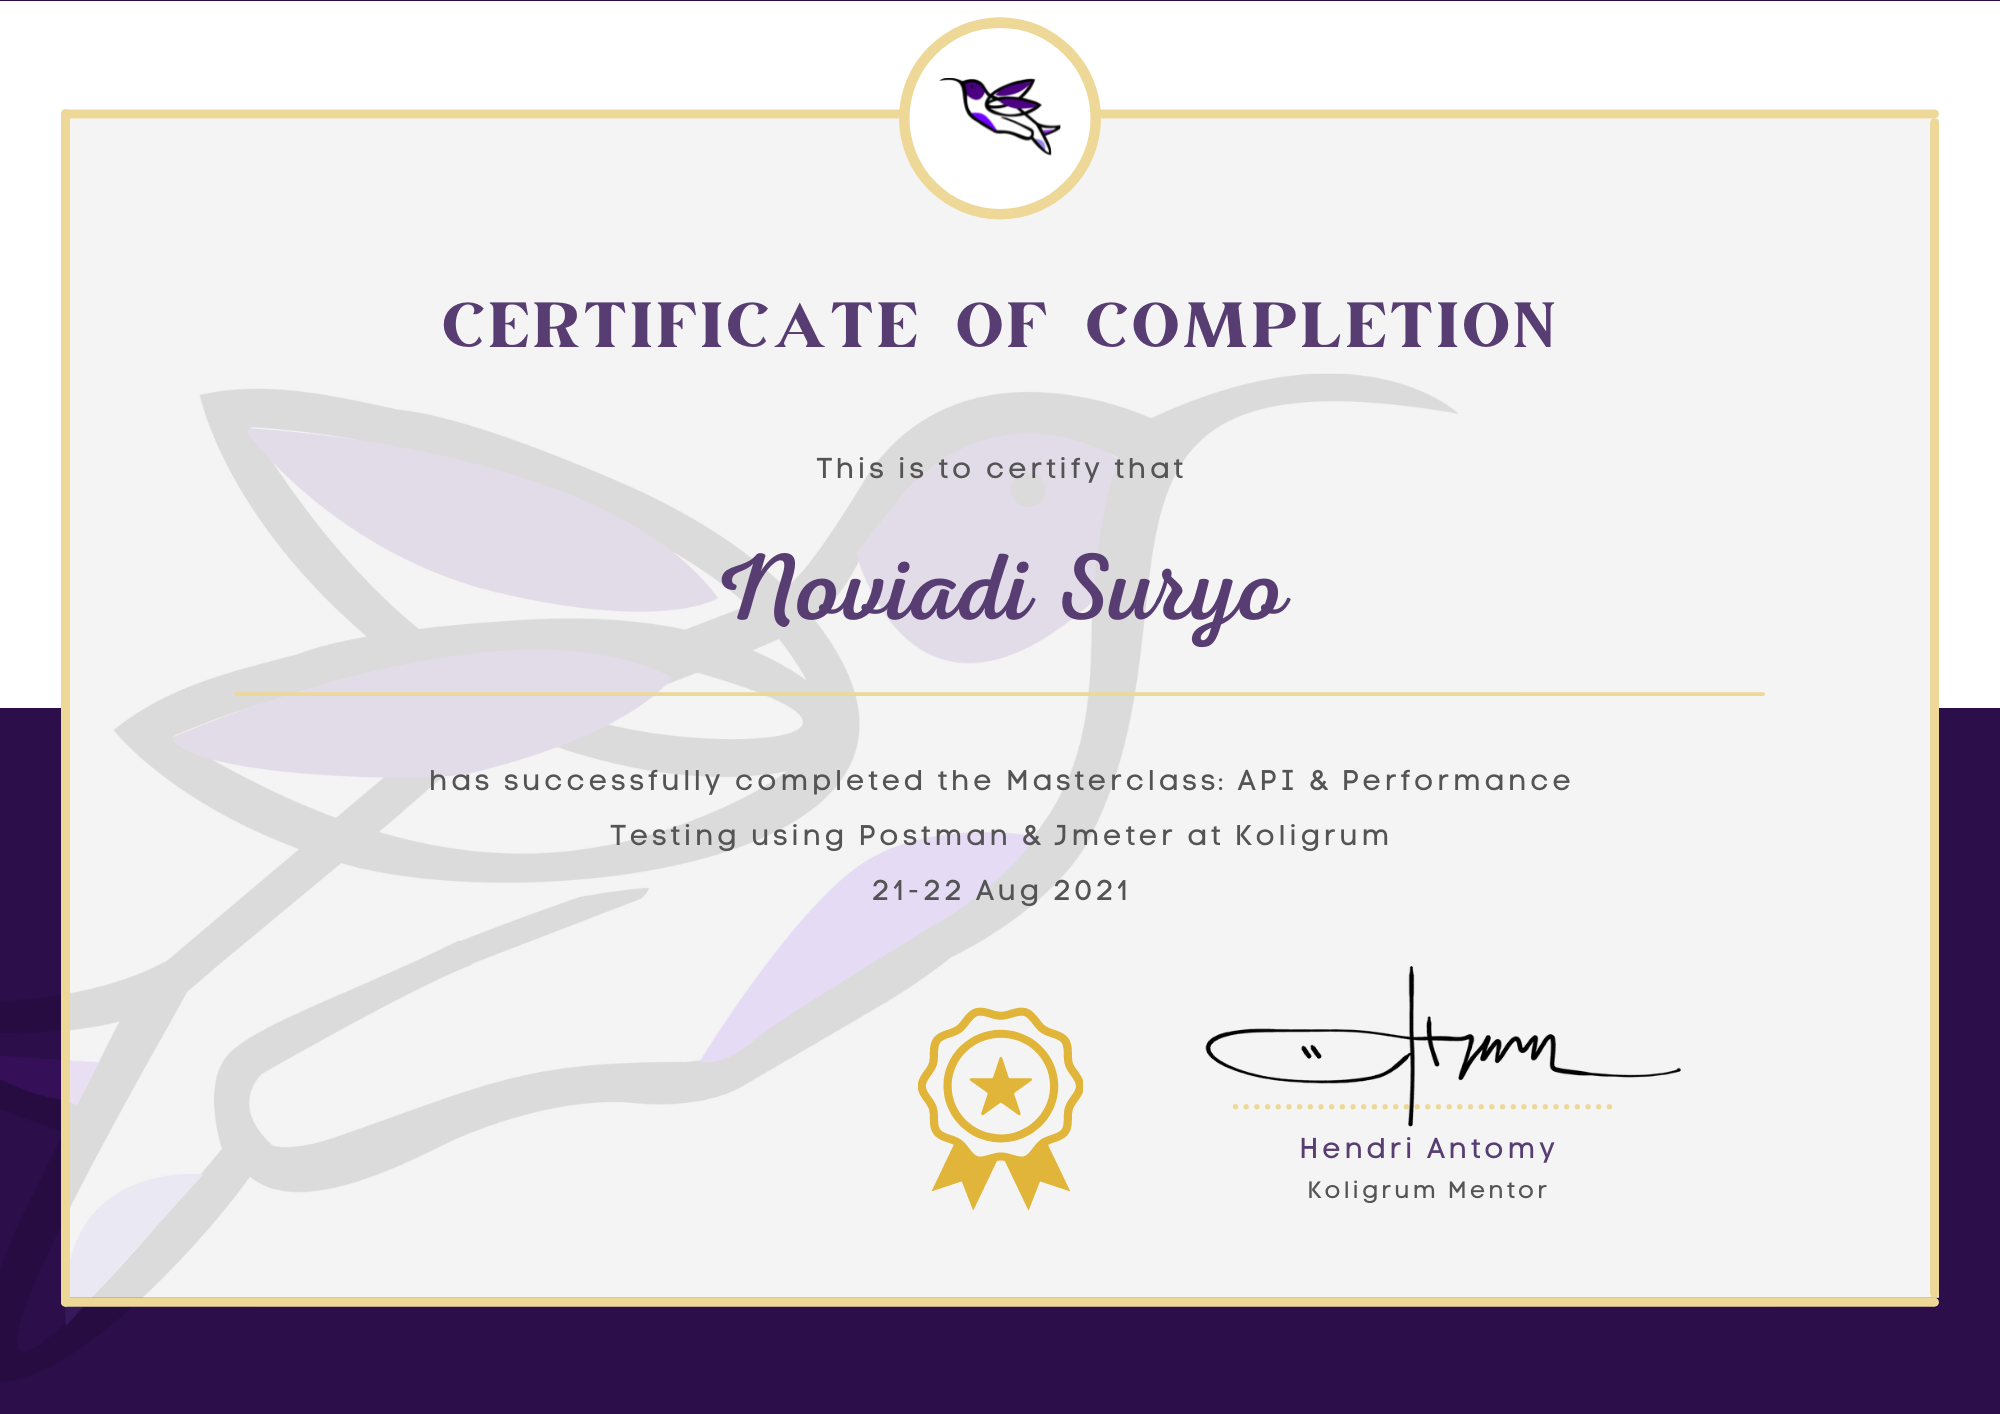 CERTIFICATE OF COMPLETION
This is to certify that
Noviadi Suryo
has successfully completed the Masterclass: API & Performance
Testing using Postman & Jmeter at Koligrum
21-22 Aug 2021
Hendri Antomy
Koligrum Mentor